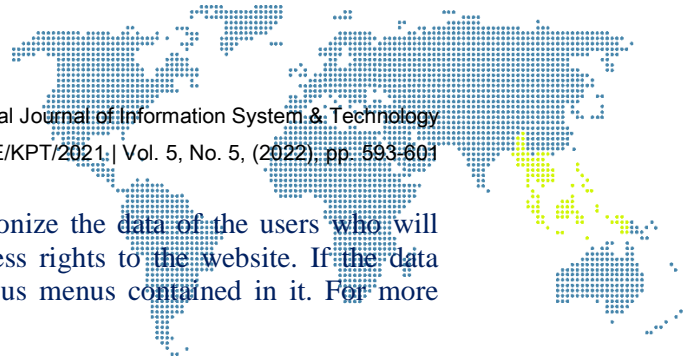 al Journal of Information System & Technology
E/KPT/2021 | Vol. 5, No. 5, (2022), pp. 593-601
onize the data of the users who will
ess rights to the website. If the data
us menus contained in it. For more